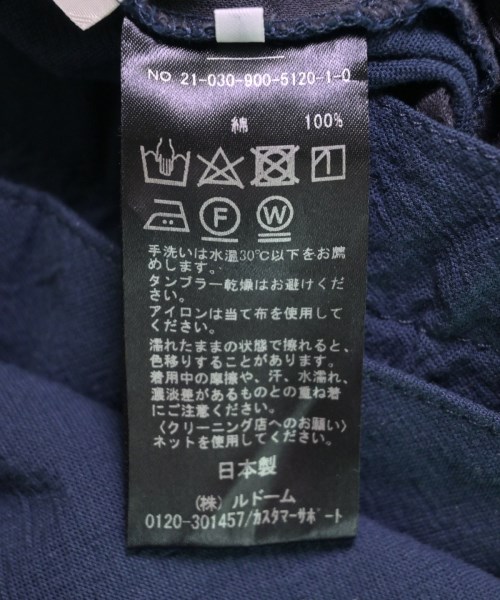 NO 21-030-900-5120-1-0
綿 100%
F W
手洗いは水温30℃以下をお薦
めします。
タンブラー乾燥はお避けくだ
さい。
アイロンは当て布を使用して
ください。
濡れたままの状態で擦れると、
色移りすることがあります。
着用中の摩擦や、汗、水濡れ、
濃淡差があるものとの重ね着
にご注意ください。
〈クリーニング店へのお願い〉
ネットを使用してください。
日本製
(株) ルドーム
0120-301457/カスタマーサポート